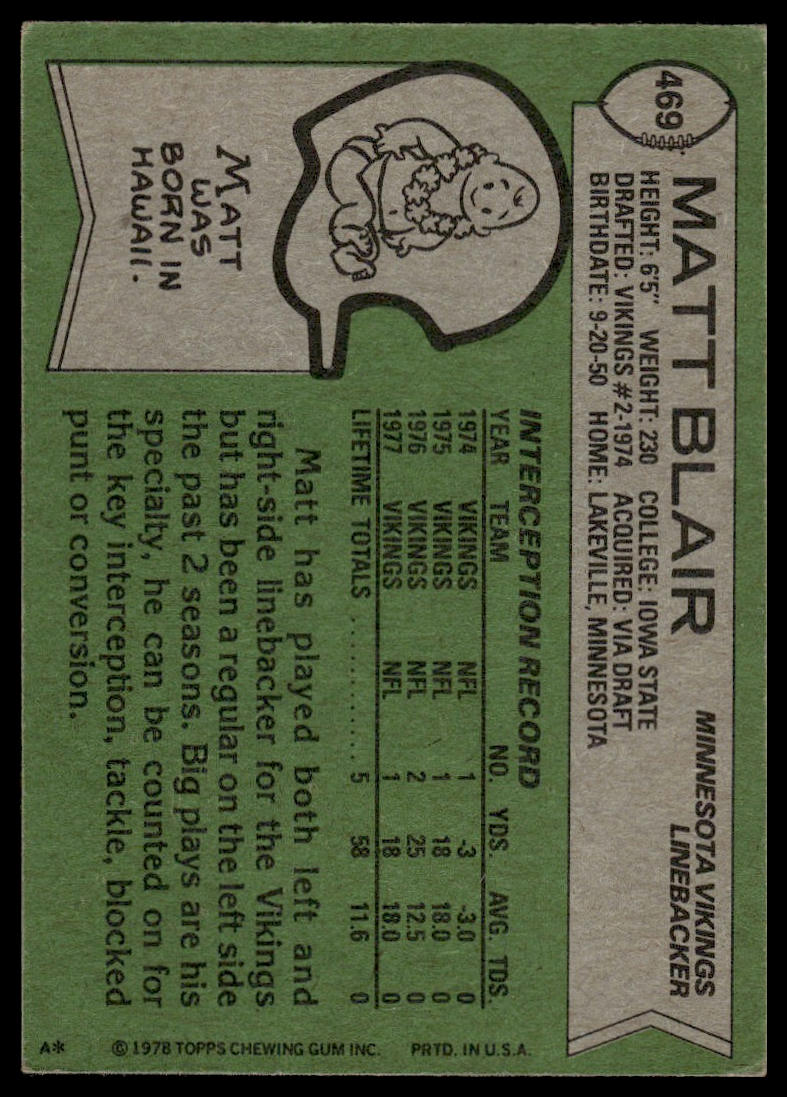 469
MATT BLAIR
MINNESOTA VIKINGS
LINEBACKER
HEIGHT: 6'5" WEIGHT: 230 COLLEGE: IOWA STATE
DRAFTED: VIKINGS #2-1974 ACQUIRED: VIA DRAFT
BIRTHDATE: 9-20-50 HOME: LAKEVILLE, MINNESOTA
MATT
WAS
BORN IN
HAWAII.
INTERCEPTION RECORD
YEAR TEAM NO. YDS. AVG. TDS.
1974 VIKINGS NFL 1 -3 -3.0 0
1975 VIKINGS NFL 1 18 18.0 0
1976 VIKINGS NFL 2 25 12.5 0
1977 VIKINGS NFL 1 18 18.0 0
LIFETIME TOTALS ............ 5 58 11.6 0
Matt has played both left and
right-side linebacker for the Vikings
but has been a regular on the left side
the past 2 seasons. Big plays are his
specialty, he can be counted on for
the key interception, tackle, blocked
punt or conversion.
A* © 1978 TOPPS CHEWING GUM INC. PRTD. IN U.S.A.